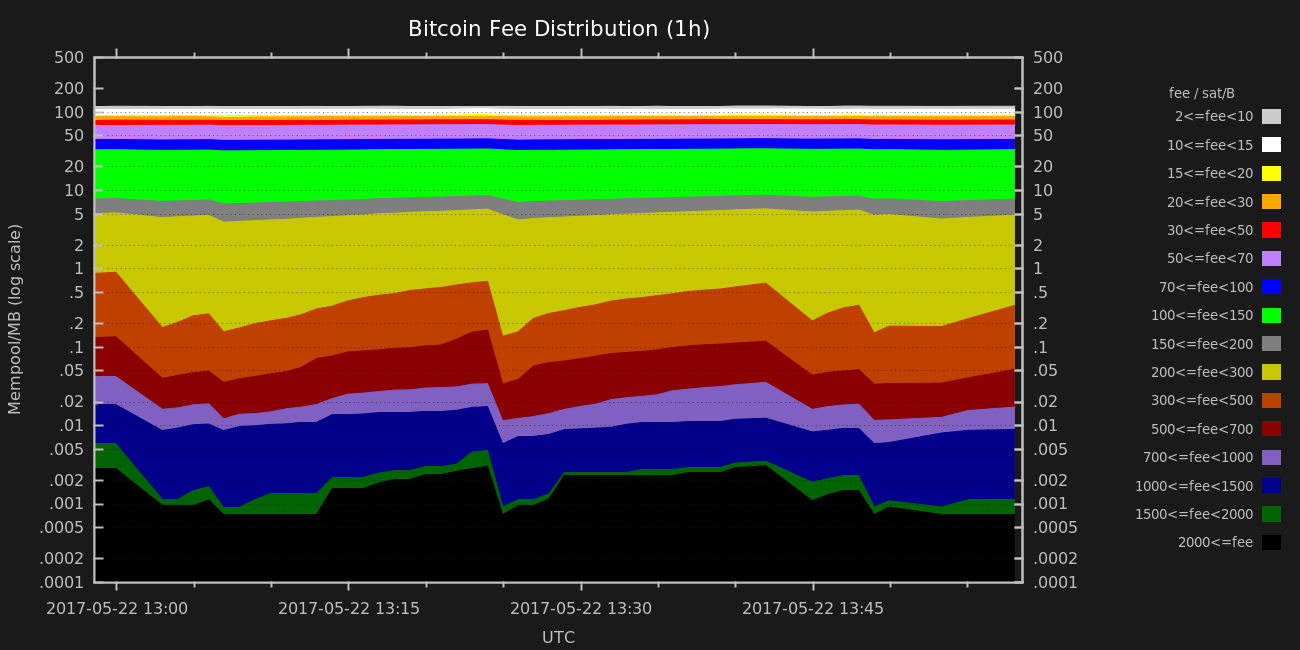 Bitcoin Fee Distribution (1h)
Mempool/MB (log scale)
500
200
100
50
20
10
5
2
1
.5
.2
.1
.05
.02
.01
.005
.002
.001
.0005
.0002
.0001
500
200
100
50
20
10
5
2
1
.5
.2
.1
.05
.02
.01
.005
.002
.001
.0005
.0002
.0001
2017-05-22 13:00
2017-05-22 13:15
2017-05-22 13:30
2017-05-22 13:45
UTC
fee / sat/B
2<=fee<10
10<=fee<15
15<=fee<20
20<=fee<30
30<=fee<50
50<=fee<70
70<=fee<100
100<=fee<150
150<=fee<200
200<=fee<300
300<=fee<500
500<=fee<700
700<=fee<1000
1000<=fee<1500
1500<=fee<2000
2000<=fee